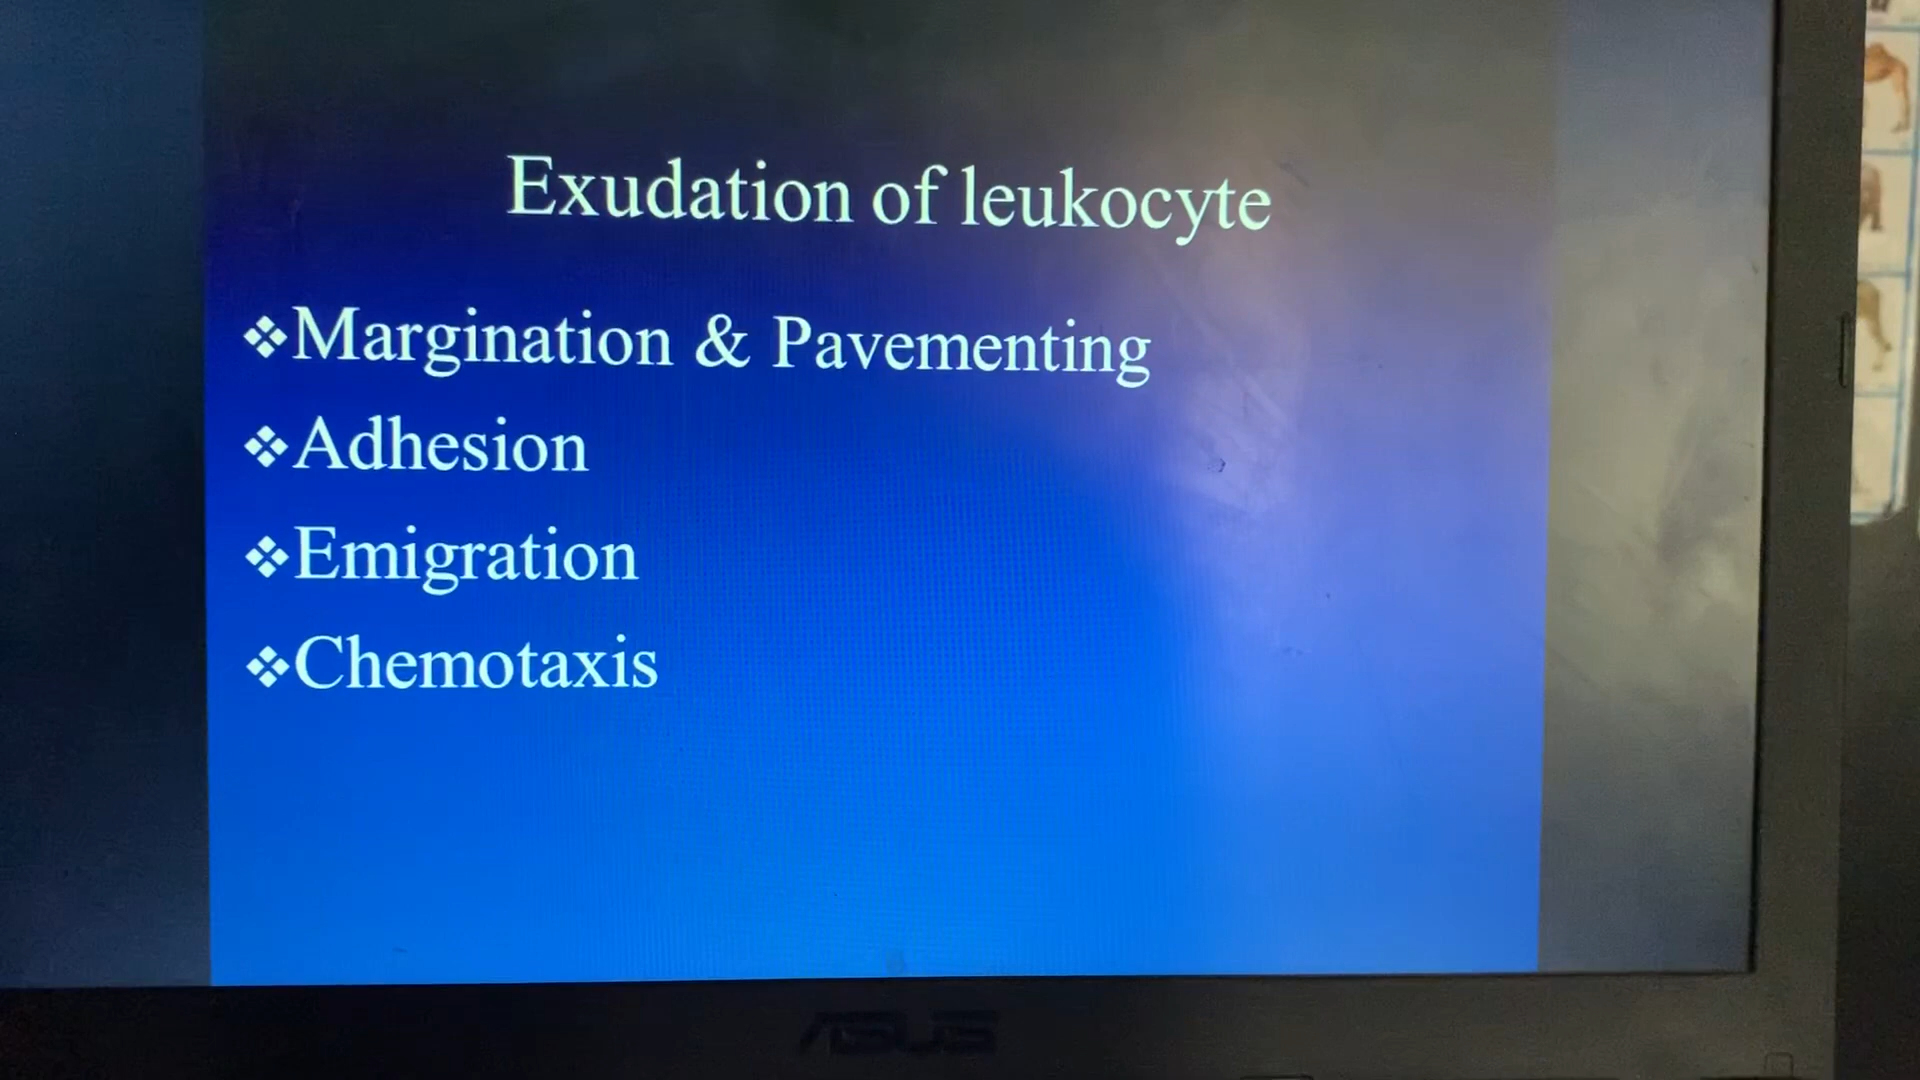 Exudation of leukocyte
❖Margination & Pavementing
❖Adhesion
❖Emigration
❖Chemotaxis
ASUS